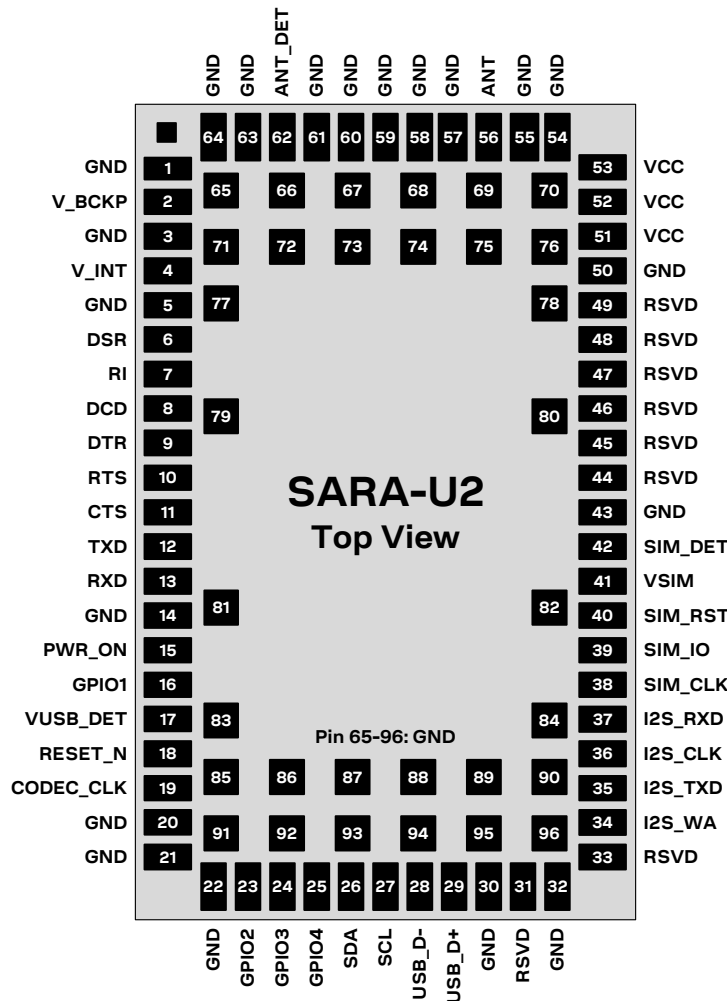 GND GND ANT_DET GND GND GND GND GND ANT GND GND
64 63 62 61 60 59 58 57 56 55 54
GND 1 53 VCC
65 66 67 68 69 70
V_BCKP 2 52 VCC
GND 3 51 VCC
71 72 73 74 75 76
V_INT 4 50 GND
GND 5 77 78 49 RSVD
DSR 6 48 RSVD
RI 7 47 RSVD
DCD 8 79 80 46 RSVD
DTR 9 45 RSVD
RTS 10 44 RSVD
SARA-U2
CTS 11 43 GND
Top View
TXD 12 42 SIM_DET
RXD 13 41 VSIM
GND 14 81 82 40 SIM_RST
PWR_ON 15 39 SIM_IO
GPIO1 16 38 SIM_CLK
VUSB_DET 17 83 84 37 I2S_RXD
Pin 65-96: GND
RESET_N 18 36 I2S_CLK
85 86 87 88 89 90
CODEC_CLK 19 35 I2S_TXD
GND 20 34 I2S_WA
91 92 93 94 95 96
GND 21 33 RSVD
22 23 24 25 26 27 28 29 30 31 32
GND GPIO2 GPIO3 GPIO4 SDA SCL USB_D- USB_D+ GND RSVD GND